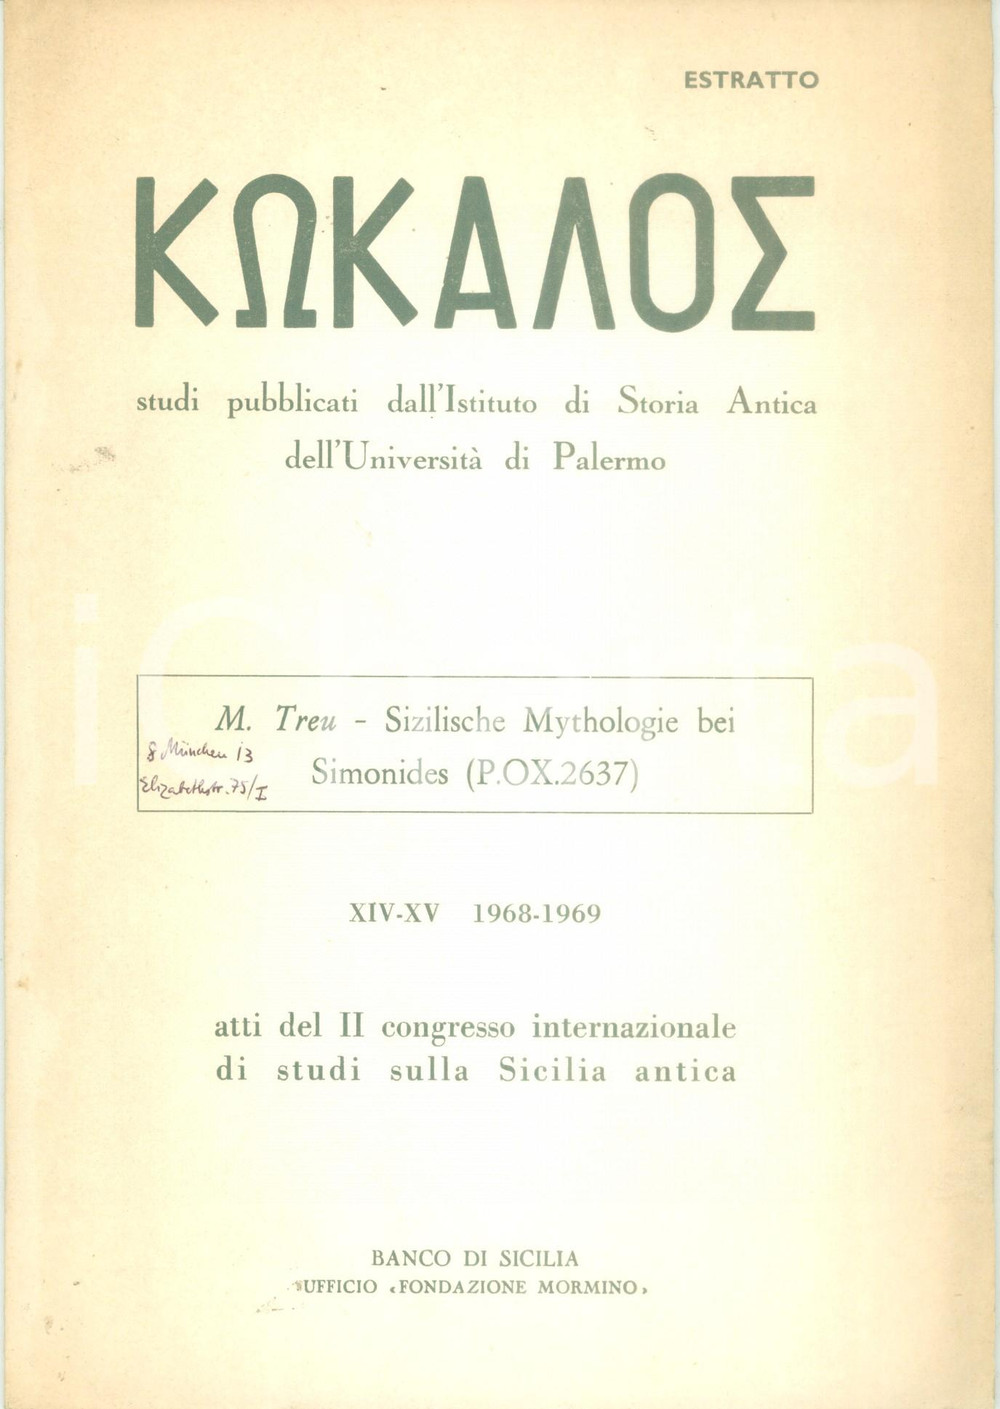 ESTRATTO
ΚΩΚΑΛΟΣ
studi pubblicati dall'Istituto di Storia Antica
dell'Università di Palermo
M. Treu - Sizilische Mythologie bei
Simonides (P.OX.2637)
8 München 13
Elizabethstr. 75/I
XIV-XV 1968-1969
atti del II congresso internazionale
di studi sulla Sicilia antica
BANCO DI SICILIA
UFFICIO «FONDAZIONE MORMINO»